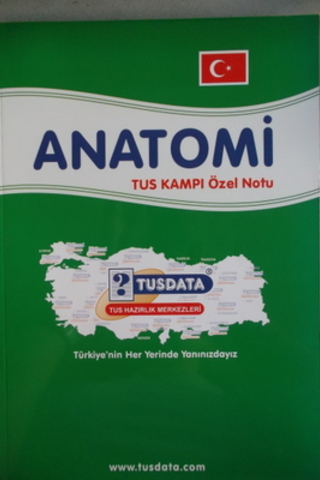 ANATOMİ
TUS KAMPI Özel Notu
? TUSDATA®
TUS HAZIRLIK MERKEZLERİ
Türkiye'nin Her Yerinde Yanınızdayız
www.tusdata.com